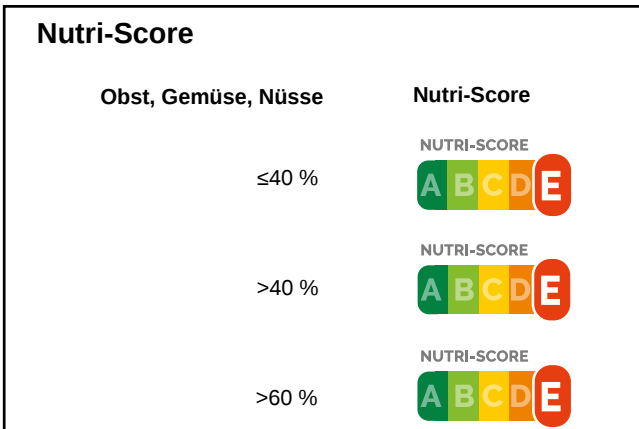 Nutri-Score
Obst, Gemüse, Nüsse Nutri-Score
NUTRI-SCORE
≤40 % A B C D E
NUTRI-SCORE
>40 % A B C D E
NUTRI-SCORE
>60 % A B C D E